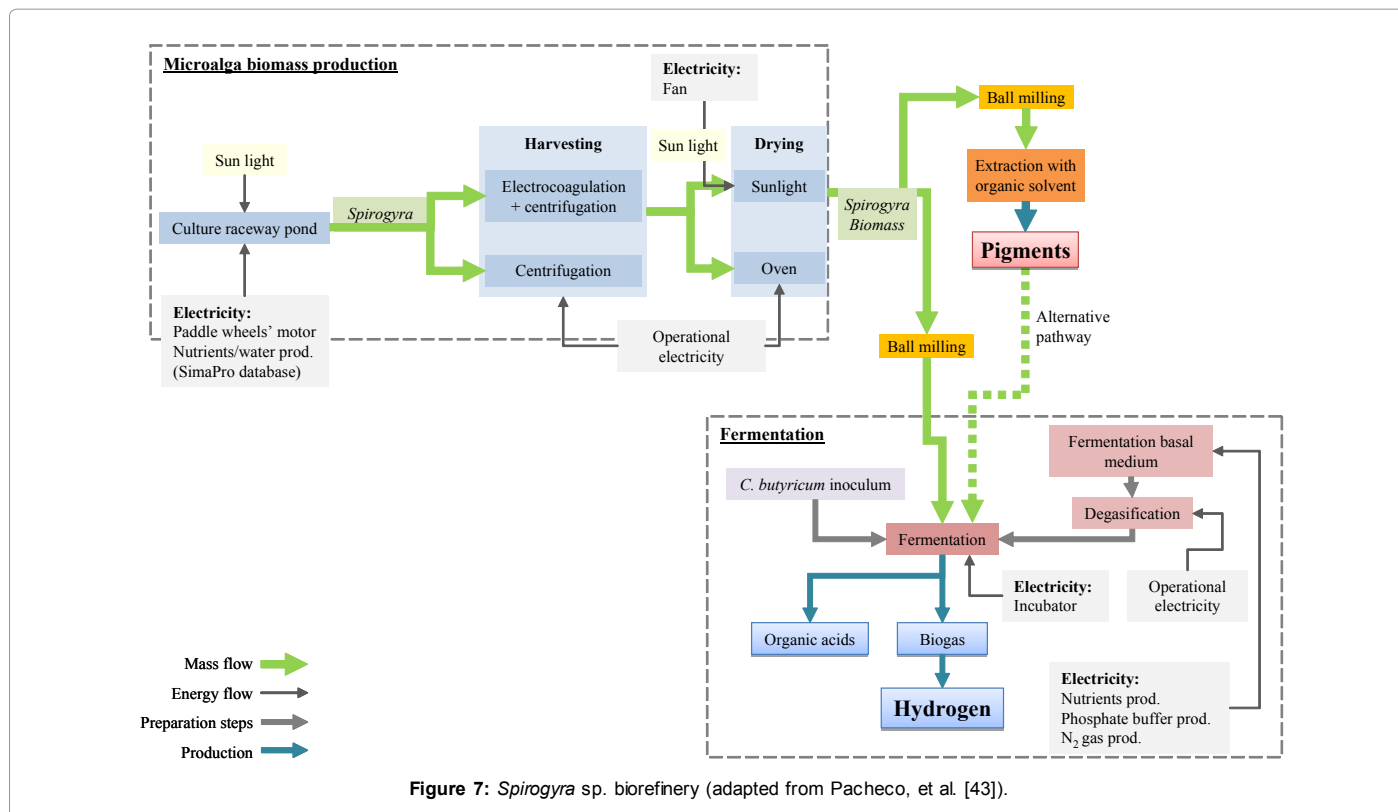 Microalga biomass production
Electricity:
Fan
Sun light
Harvesting
Sun light
Drying
Electrocoagulation
+ centrifugation
Sunlight
Spirogyra
Culture raceway pond
Centrifugation
Oven
Electricity:
Paddle wheels' motor
Nutrients/water prod.
(SimaPro database)
Operational
electricity
Spirogyra
Biomass
Ball milling
Extraction with
organic solvent
Pigments
Alternative
pathway
Ball milling
Fermentation
Fermentation basal
medium
C. butyricum inoculum
Degasification
Fermentation
Electricity:
Incubator
Operational
electricity
Organic acids
Biogas
Hydrogen
Electricity:
Nutrients prod.
Phosphate buffer prod.
N₂ gas prod.
Mass flow
Energy flow
Preparation steps
Production
Figure 7: Spirogyra sp. biorefinery (adapted from Pacheco, et al. [43]).